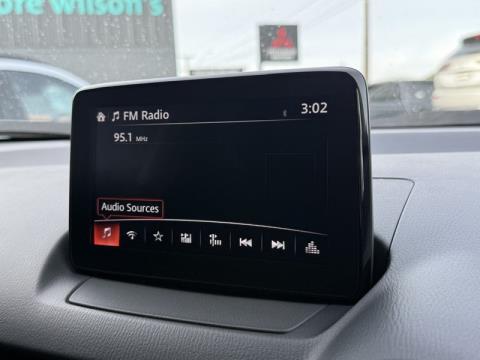 ore Wilson's
FM Radio
3:02
95.1 MHz
Audio Sources